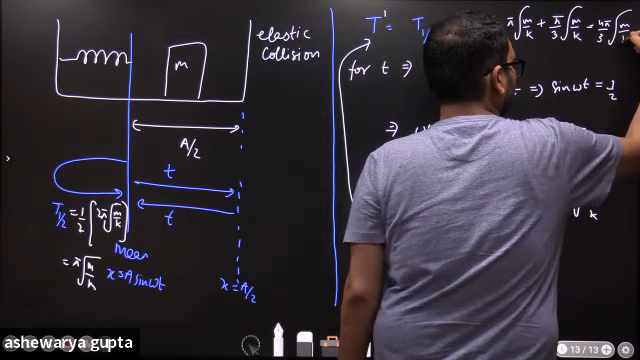 elastic
Collision
m
A/2
t
t
T/2 = 1/2 [2π√m/k]
= π√m/k
mean
x = A sinωt
x = A/2
T' = T/
π√m/k + π/3 √m/k = 4π/3 √m/
for t ⇒
⇒ sinωt = 1/2
⇒
k
ashewarya gupta
13 / 13